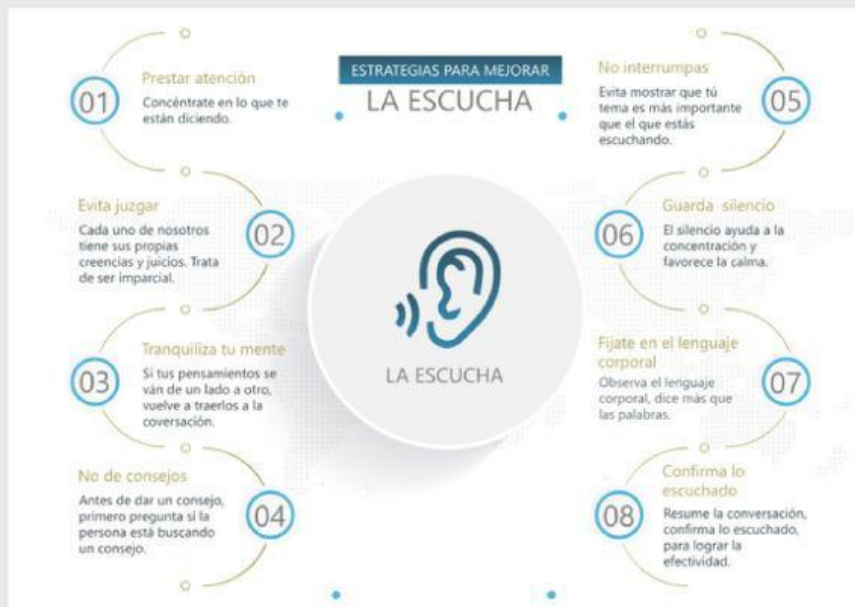 ESTRATEGIAS PARA MEJORAR
LA ESCUCHA
01
Prestar atención
Concéntrate en lo que te
están diciendo.
Evita juzgar
Cada uno de nosotros
tiene sus propias
creencias y juicios. Trata
de ser imparcial.
02
03
Tranquiliza tu mente
Si tus pensamientos se
ván de un lado a otro,
vuelve a traerlos a la
coversación.
No de consejos
Antes de dar un consejo,
primero pregunta si la
persona está buscando
un consejo.
04
LA ESCUCHA
No interrumpas
Evita mostrar que tú
tema es más importante
que el que estás
escuchando.
05
06
Guarda silencio
El silencio ayuda a la
concentración y
favorece la calma.
Fijate en el lenguaje
corporal
Observa el lenguaje
corporal, dice más que
las palabras.
07
08
Confirma lo
escuchado
Resume la conversación,
confirma lo escuchado,
para lograr la
efectividad.